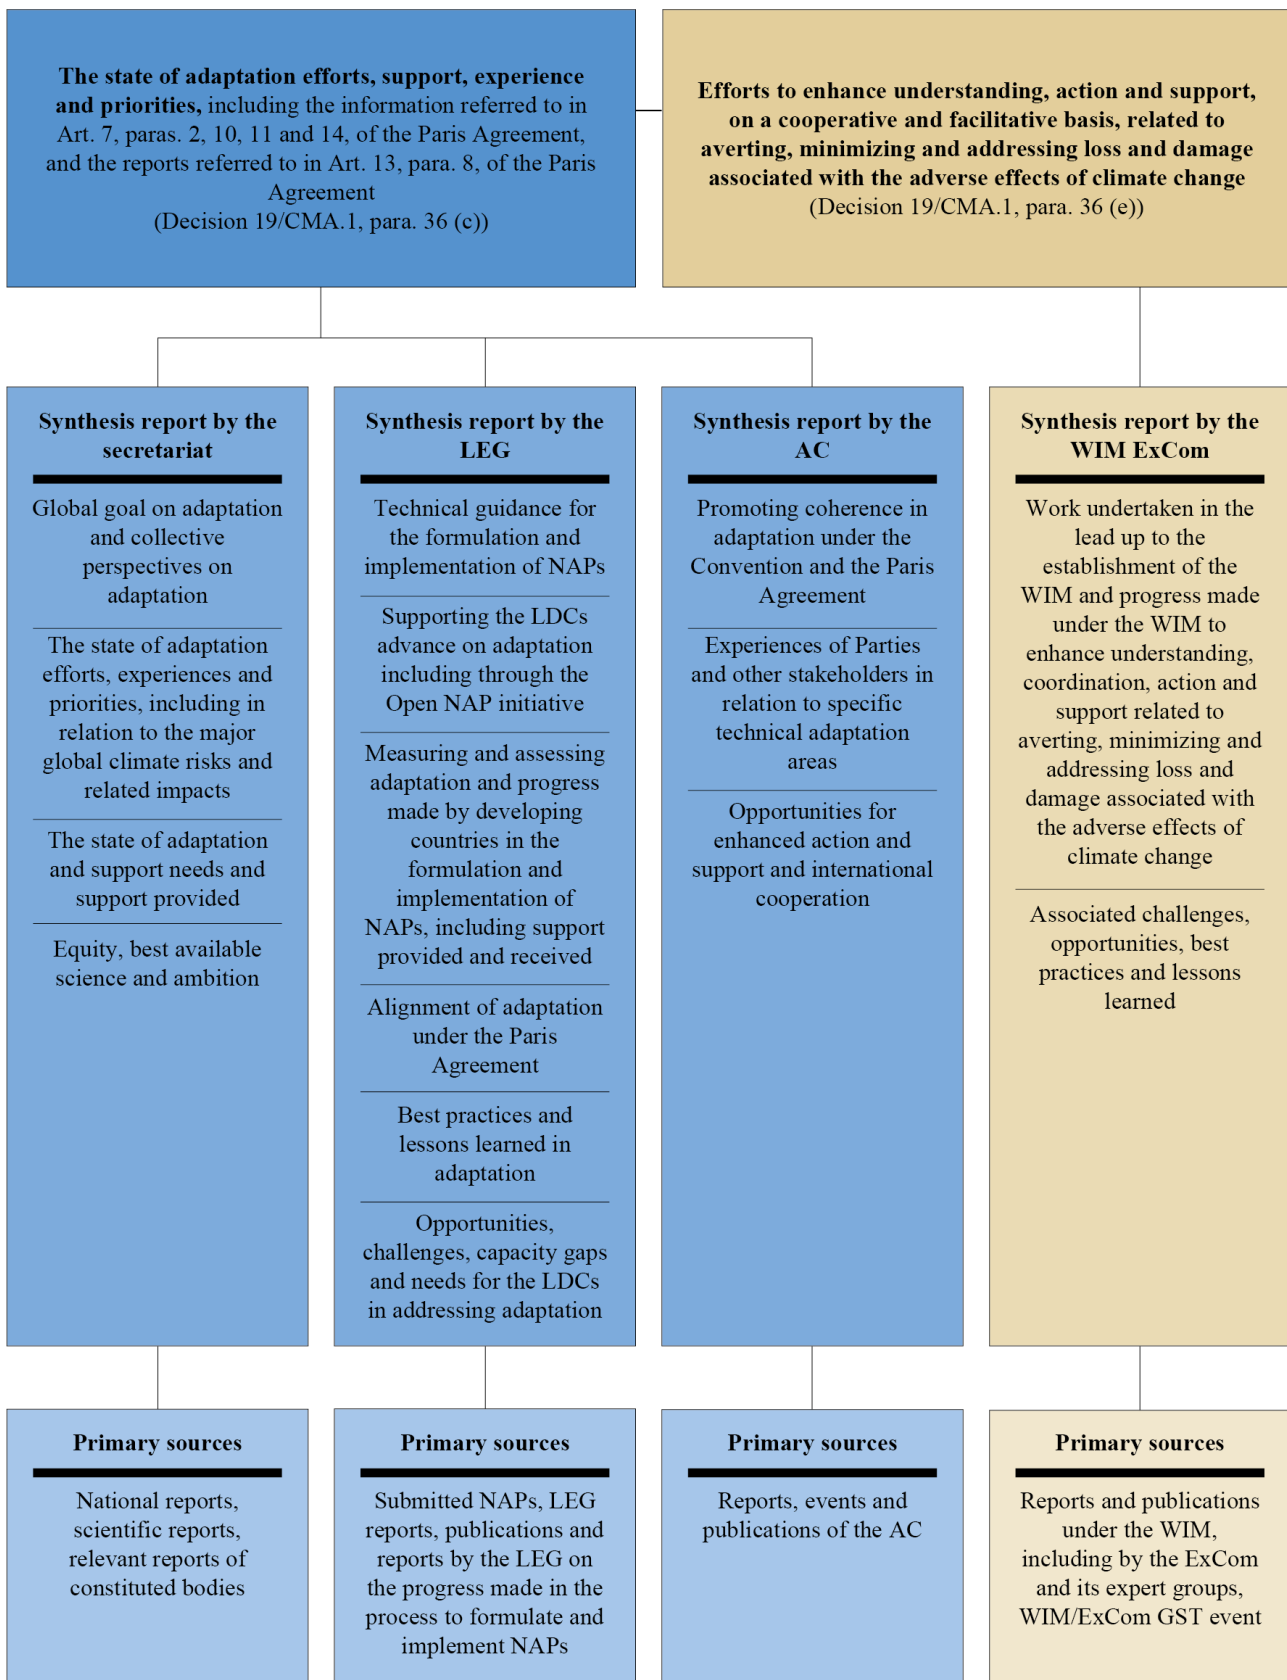 The state of adaptation efforts, support, experience
and priorities, including the information referred to in
Art. 7, paras. 2, 10, 11 and 14, of the Paris Agreement,
and the reports referred to in Art. 13, para. 8, of the Paris
Agreement
(Decision 19/CMA.1, para. 36 (c))
Efforts to enhance understanding, action and support,
on a cooperative and facilitative basis, related to
averting, minimizing and addressing loss and damage
associated with the adverse effects of climate change
(Decision 19/CMA.1, para. 36 (e))
Synthesis report by the
secretariat
Global goal on adaptation
and collective
perspectives on
adaptation
The state of adaptation
efforts, experiences and
priorities, including in
relation to the major
global climate risks and
related impacts
The state of adaptation
and support needs and
support provided
Equity, best available
science and ambition
Synthesis report by the
LEG
Technical guidance for
the formulation and
implementation of NAPs
Supporting the LDCs
advance on adaptation
including through the
Open NAP initiative
Measuring and assessing
adaptation and progress
made by developing
countries in the
formulation and
implementation of
NAPs, including support
provided and received
Alignment of adaptation
under the Paris
Agreement
Best practices and
lessons learned in
adaptation
Opportunities,
challenges, capacity gaps
and needs for the LDCs
in addressing adaptation
Synthesis report by the
AC
Promoting coherence in
adaptation under the
Convention and the Paris
Agreement
Experiences of Parties
and other stakeholders in
relation to specific
technical adaptation
areas
Opportunities for
enhanced action and
support and international
cooperation
Synthesis report by the
WIM ExCom
Work undertaken in the
lead up to the
establishment of the
WIM and progress made
under the WIM to
enhance understanding,
coordination, action and
support related to
averting, minimizing and
addressing loss and
damage associated with
the adverse effects of
climate change
Associated challenges,
opportunities, best
practices and lessons
learned
Primary sources
National reports,
scientific reports,
relevant reports of
constituted bodies
Primary sources
Submitted NAPs, LEG
reports, publications and
reports by the LEG on
the progress made in the
process to formulate and
implement NAPs
Primary sources
Reports, events and
publications of the AC
Primary sources
Reports and publications
under the WIM,
including by the ExCom
and its expert groups,
WIM/ExCom GST event